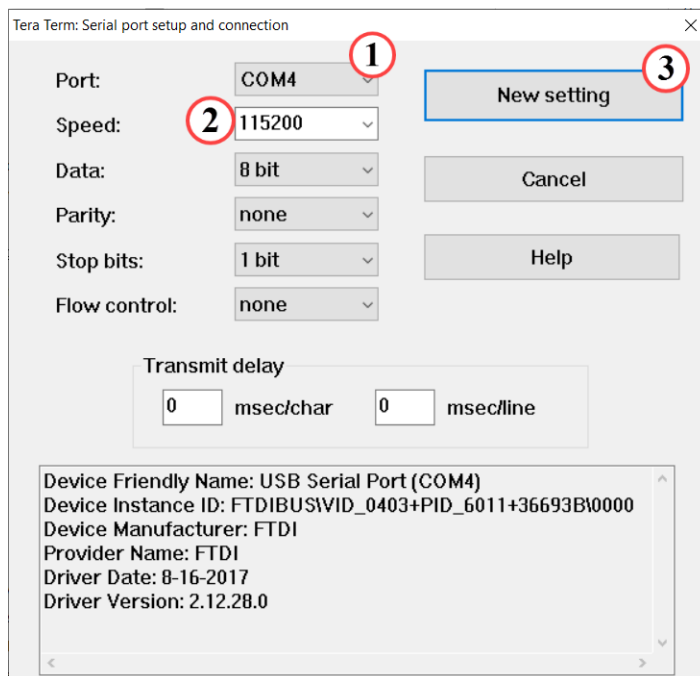 Tera Term: Serial port setup and connection
1
3
Port: COM4
New setting
Speed: 2 115200
Data: 8 bit
Cancel
Parity: none
Stop bits: 1 bit
Help
Flow control: none
Transmit delay
0 msec/char 0 msec/line
Device Friendly Name: USB Serial Port (COM4)
Device Instance ID: FTDIBUS\VID_0403+PID_6011+36693B\0000
Device Manufacturer: FTDI
Provider Name: FTDI
Driver Date: 8-16-2017
Driver Version: 2.12.28.0